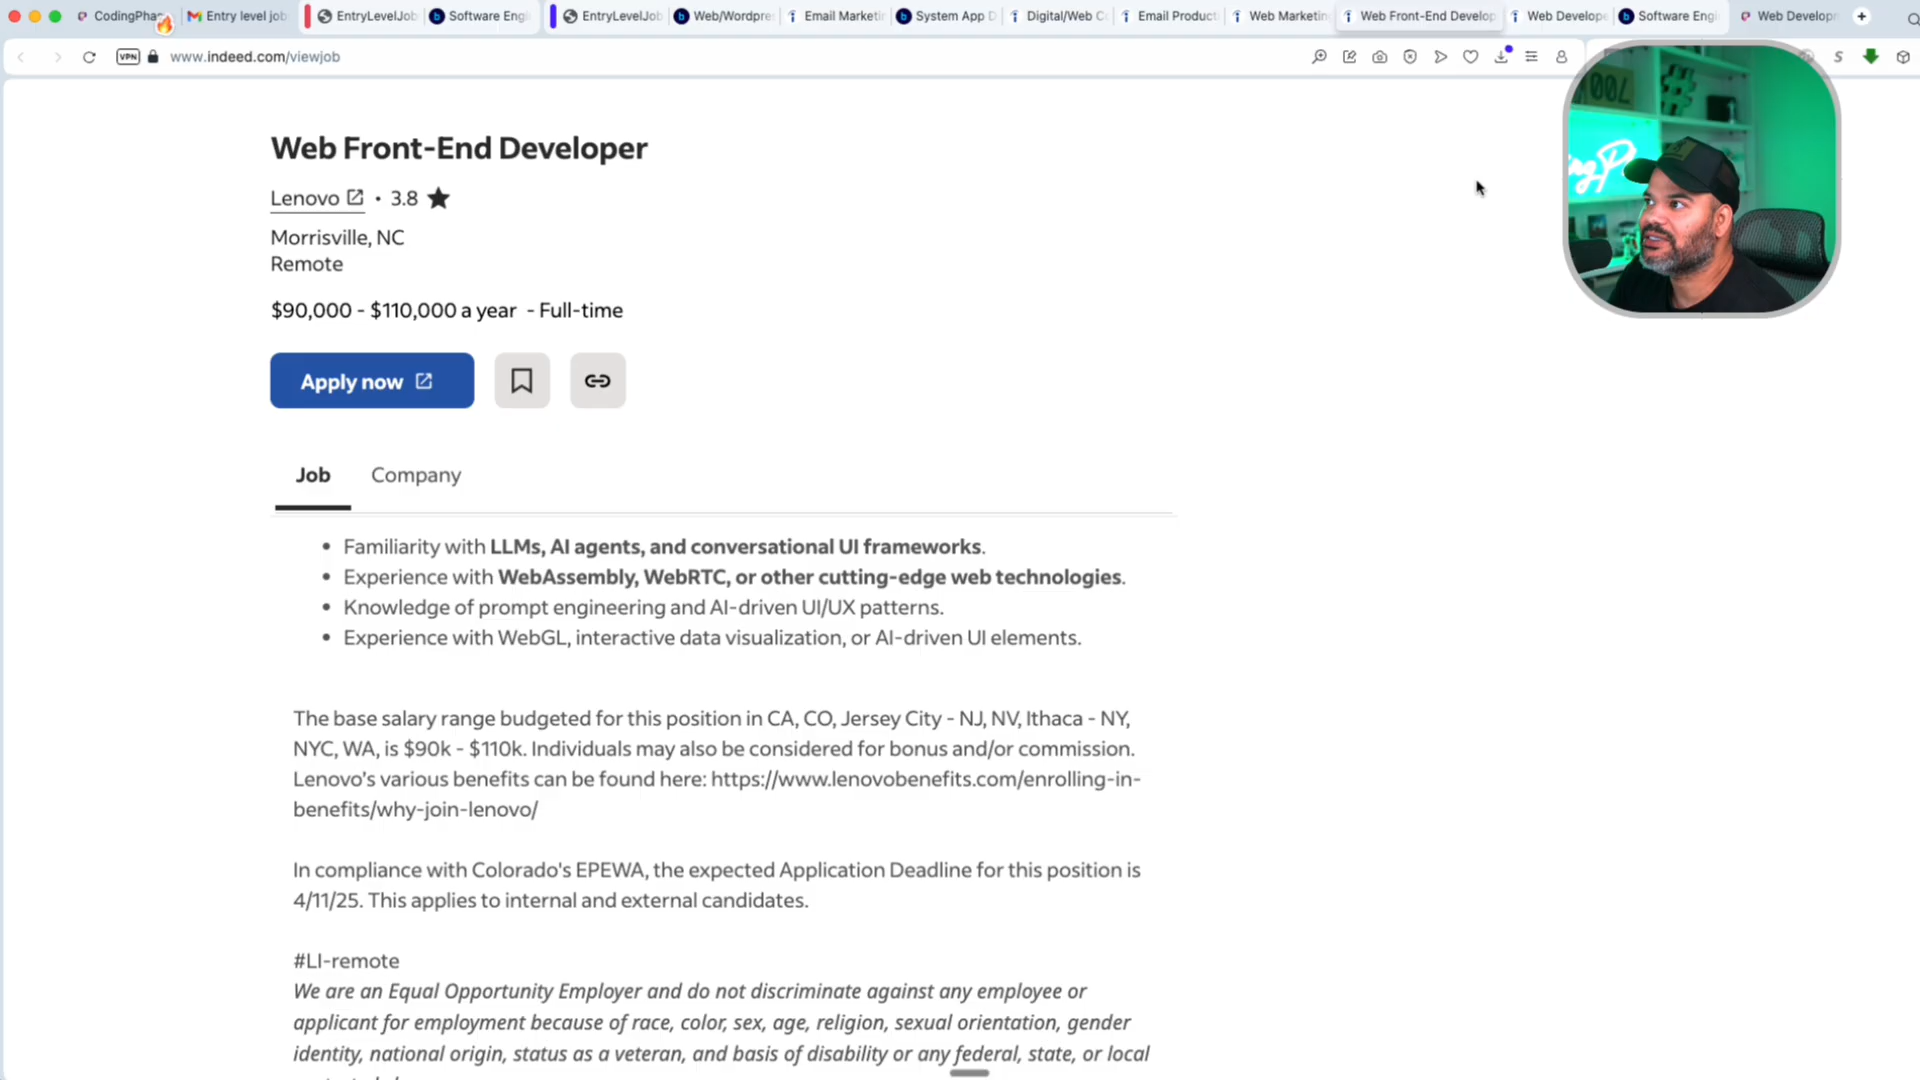 CodingPha
Entry level job
EntryLevelJob
Software Engi
EntryLevelJob
Web/Wordpre
Email Marketi
System App D
Digital/Web C
Email Product
Web Marketing
Web Front-End Develop
Web Develope
Software Engi
Web Develop
VPN
www.indeed.com/viewjob
S
Web Front-End Developer
Lenovo • 3.8 ★
Morrisville, NC
Remote
$90,000 - $110,000 a year - Full-time
Apply now
Job Company
• Familiarity with LLMs, AI agents, and conversational UI frameworks.
• Experience with WebAssembly, WebRTC, or other cutting-edge web technologies.
• Knowledge of prompt engineering and AI-driven UI/UX patterns.
• Experience with WebGL, interactive data visualization, or AI-driven UI elements.
The base salary range budgeted for this position in CA, CO, Jersey City - NJ, NV, Ithaca - NY,
NYC, WA, is $90k - $110k. Individuals may also be considered for bonus and/or commission.
Lenovo's various benefits can be found here: https://www.lenovobenefits.com/enrolling-in-
benefits/why-join-lenovo/
In compliance with Colorado's EPEWA, the expected Application Deadline for this position is
4/11/25. This applies to internal and external candidates.
#LI-remote
We are an Equal Opportunity Employer and do not discriminate against any employee or
applicant for employment because of race, color, sex, age, religion, sexual orientation, gender
identity, national origin, status as a veteran, and basis of disability or any federal, state, or local